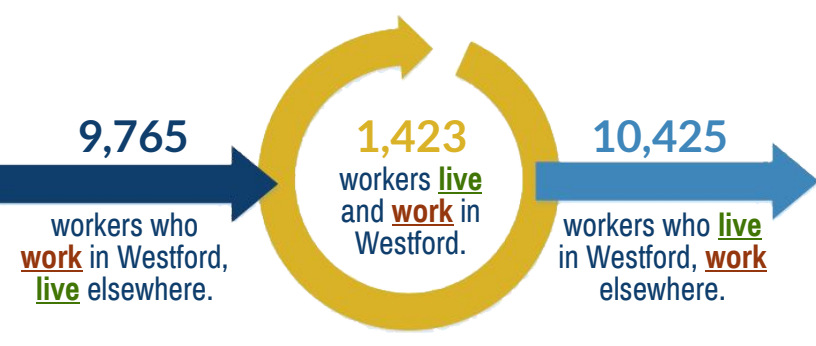 9,765
workers who
work in Westford,
live elsewhere.
1,423
workers live
and work in
Westford.
10,425
workers who live
in Westford, work
elsewhere.